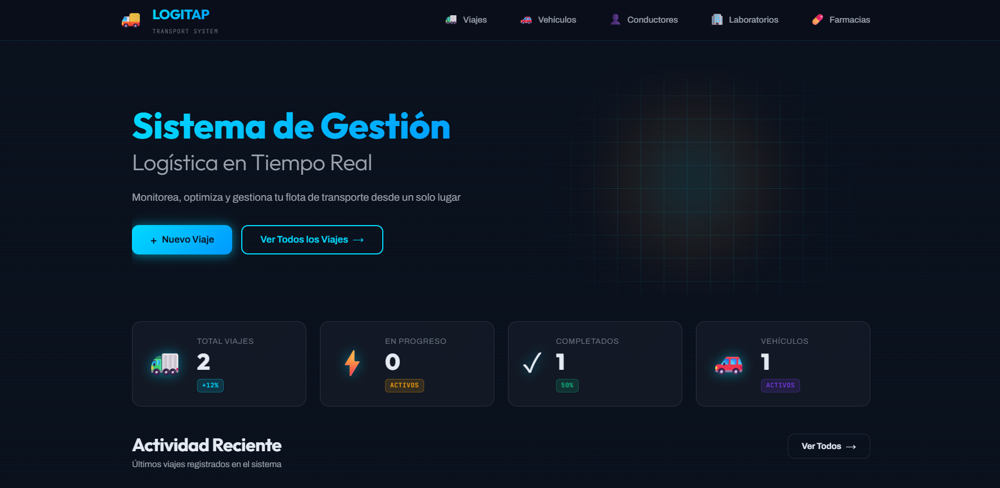 LOGITAP
TRANSPORT SYSTEM
Viajes
Vehículos
Conductores
Laboratorios
Farmacias
Sistema de Gestión
Logística en Tiempo Real
Monitorea, optimiza y gestiona tu flota de transporte desde un solo lugar
+ Nuevo Viaje
Ver Todos los Viajes →
TOTAL VIAJES
2
+12%
EN PROGRESO
0
ACTIVOS
COMPLETADOS
1
50%
VEHÍCULOS
1
ACTIVOS
Actividad Reciente
Últimos viajes registrados en el sistema
Ver Todos →